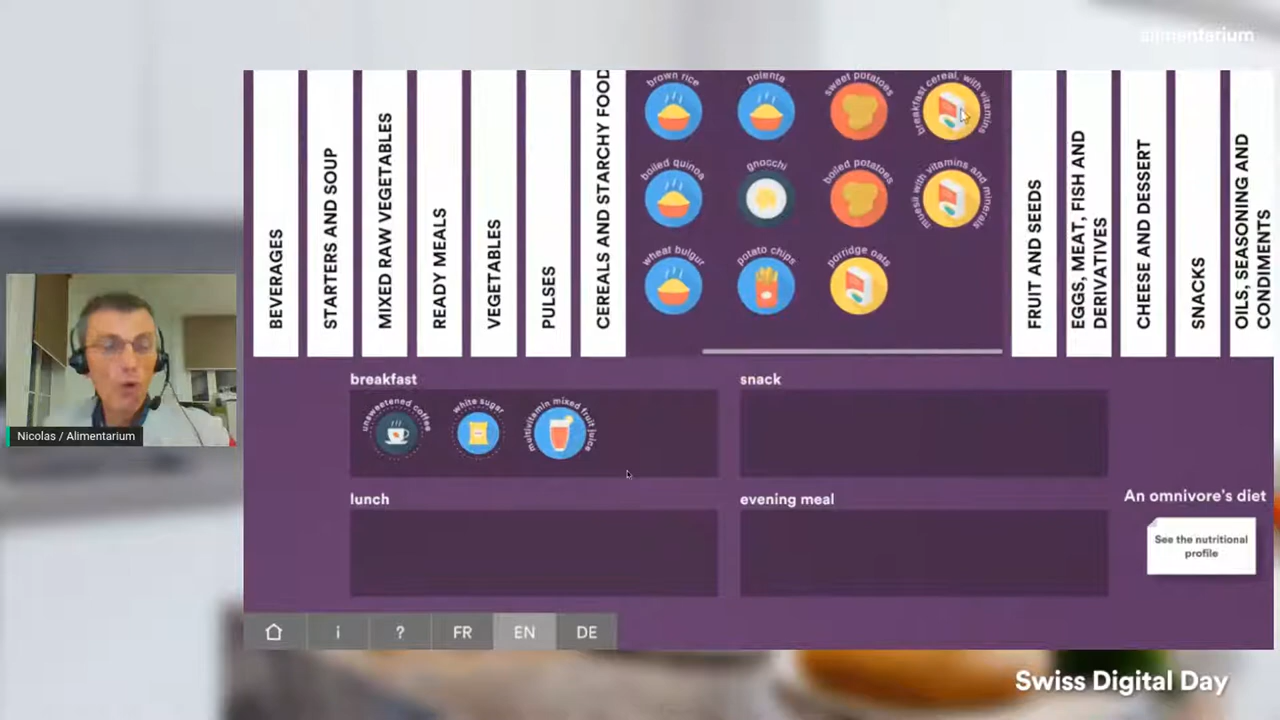 alimentarium
BEVERAGES
STARTERS AND SOUP
MIXED RAW VEGETABLES
READY MEALS
VEGETABLES
PULSES
CEREALS AND STARCHY FOOD
brown rice
polenta
sweet potatoes
breakfast cereal, with vitamins
boiled quinoa
gnocchi
boiled potatoes
muesli with vitamins and minerals
wheat bulgur
potato chips
porridge oats
FRUIT AND SEEDS
EGGS, MEAT, FISH AND
DERIVATIVES
CHEESE AND DESSERT
SNACKS
OILS, SEASONING AND
CONDIMENTS
breakfast
unsweetened coffee
white sugar
multivitamin mixed fruit juice
snack
lunch
evening meal
An omnivore's diet
See the nutritional
profile
Nicolas / Alimentarium
i
?
FR
EN
DE
Swiss Digital Day